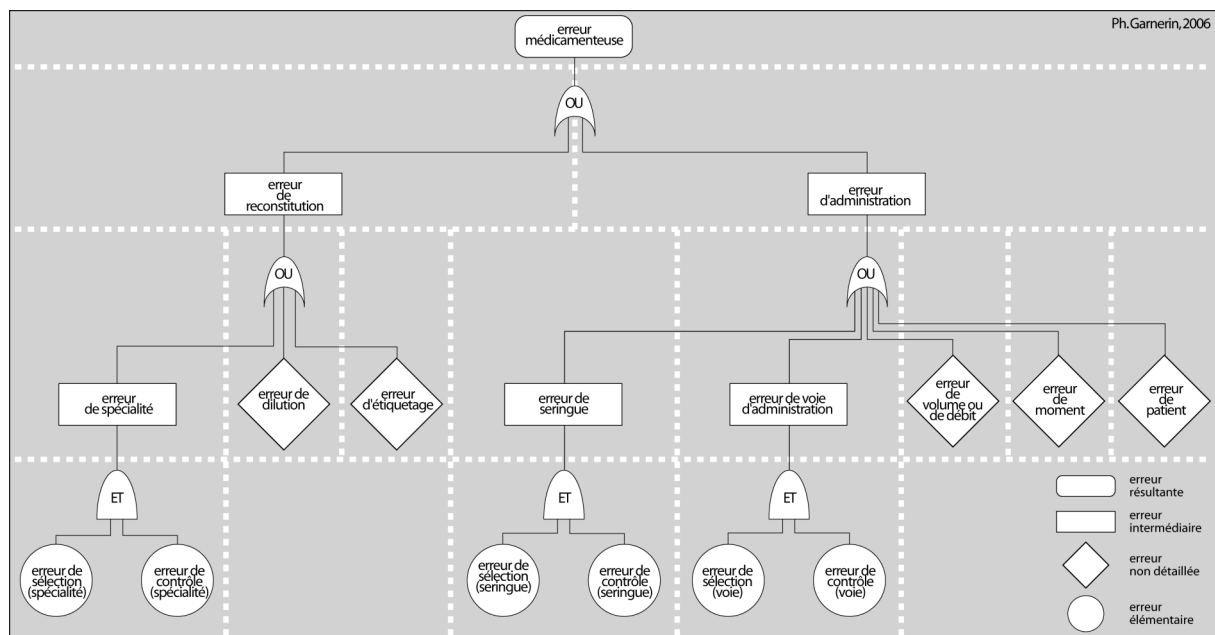 Ph. Garnerin, 2006
erreur
médicamenteuse
OU
erreur
de
reconstitution
erreur
d'administration
OU
OU
erreur
de spécialité
erreur de
dilution
erreur
d'étiquetage
erreur de
seringue
erreur de voie
d'administration
erreur
de
volume ou
de débit
erreur
de
moment
erreur
de
patient
ET
ET
ET
erreur de
sélection
(spécialité)
erreur de
contrôle
(spécialité)
erreur de
sélection
(seringue)
erreur de
contrôle
(seringue)
erreur de
sélection
(voie)
erreur de
contrôle
(voie)
erreur
résultante
erreur
intermédiaire
erreur
non détaillée
erreur
élémentaire